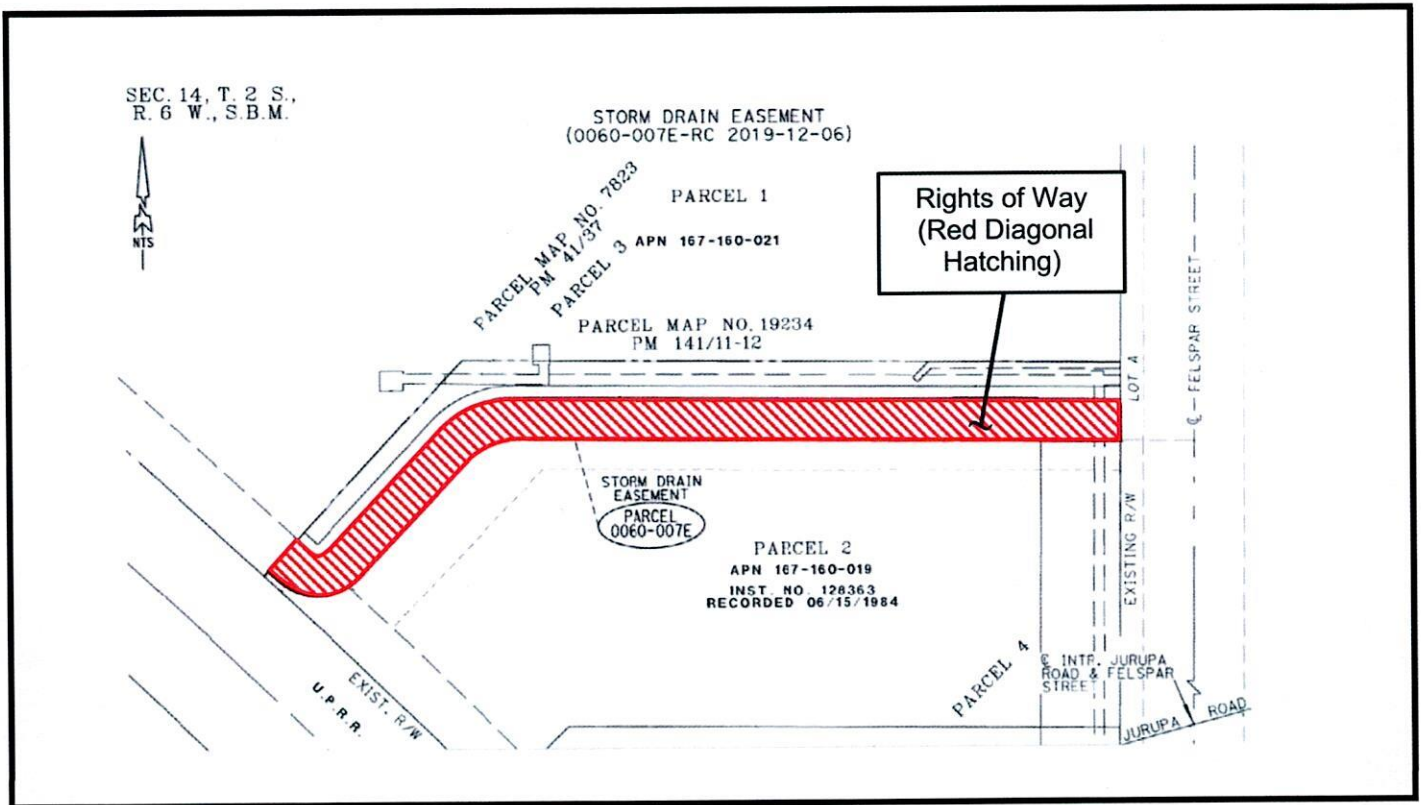 SEC. 14, T. 2 S.,
R. 6 W., S.B.M.
N
NTS
STORM DRAIN EASEMENT
(0060-007E-RC 2019-12-06)
PARCEL MAP NO. 7823
PM 41/37
PARCEL 3
PARCEL 1
APN 167-160-021
Rights of Way
(Red Diagonal
Hatching)
PARCEL MAP NO. 19234
PM 141/11-12
LOT A
℄ FELSPAR STREET
STORM DRAIN
EASEMENT
PARCEL
0060-007E
PARCEL 2
APN 167-160-019
INST. NO. 128363
RECORDED 06/15/1984
EXISTING R/W
PARCEL 4
℄ INTR. JURUPA
ROAD & FELSPAR
STREET
JURUPA ROAD
EXIST. R/W
U.P.R.R.